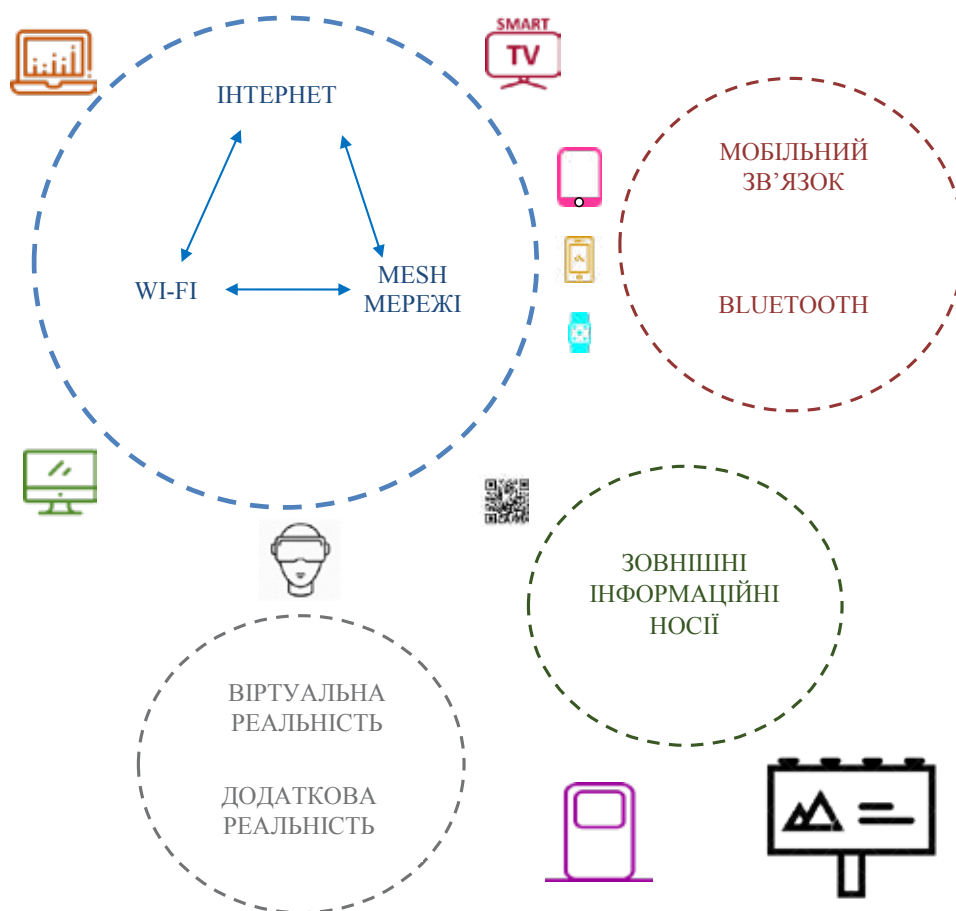 SMART
TV
ІНТЕРНЕТ
WI-FI
MESH
МЕРЕЖІ
МОБІЛЬНИЙ
ЗВ’ЯЗОК
BLUETOOTH
ЗОВНІШНІ
ІНФОРМАЦІЙНІ
НОСІЇ
ВІРТУАЛЬНА
РЕАЛЬНІСТЬ
ДОДАТКОВА
РЕАЛЬНІСТЬ